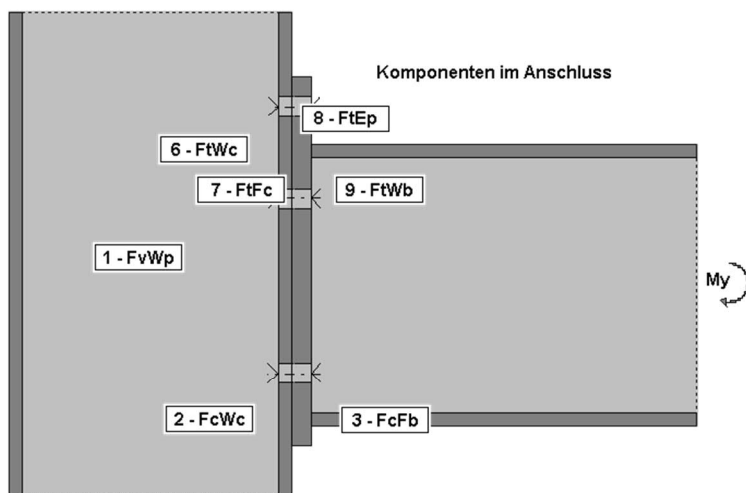 Komponenten im Anschluss
8 - FtEp
6 - FtWc
7 - FtFc
9 - FtWb
1 - FvWp
My
2 - FcWc
3 - FcFb